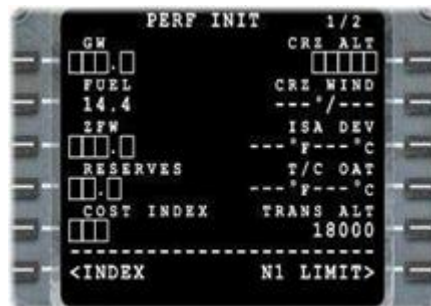 PERF INIT 1/2
GW CRZ ALT
□□□.□ □□□□□
FUEL CRZ WIND
14.4 ---°/---
ZFW ISA DEV
□□□.□ ---°F---°C
RESERVES T/C OAT
□□.□ ---°F---°C
COST INDEX TRANS ALT
□□□ 18000
--------------------------------
<INDEX N1 LIMIT>